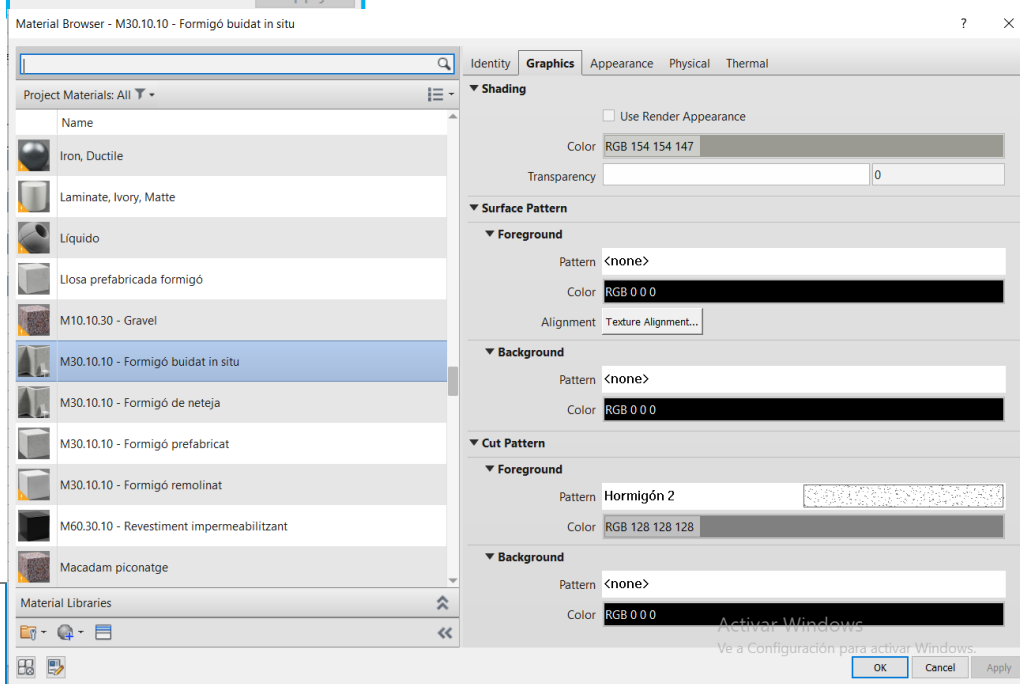 Material Browser - M30.10.10 - Formigó buidat in situ
?
Project Materials: All
Name
Iron, Ductile
Laminate, Ivory, Matte
Líquido
Llosa prefabricada formigó
M10.10.30 - Gravel
M30.10.10 - Formigó buidat in situ
M30.10.10 - Formigó de neteja
M30.10.10 - Formigó prefabricat
M30.10.10 - Formigó remolinat
M60.30.10 - Revestiment impermeabilitzant
Macadam piconatge
Material Libraries
Identity Graphics Appearance Physical Thermal
Shading
Use Render Appearance
Color RGB 154 154 147
Transparency 0
Surface Pattern
Foreground
Pattern <none>
Color RGB 0 0 0
Alignment Texture Alignment...
Background
Pattern <none>
Color RGB 0 0 0
Cut Pattern
Foreground
Pattern Hormigón 2
Color RGB 128 128 128
Background
Pattern <none>
Color RGB 0 0 0
Activar Windows
Ve a Configuración para activar Windows.
OK Cancel Apply